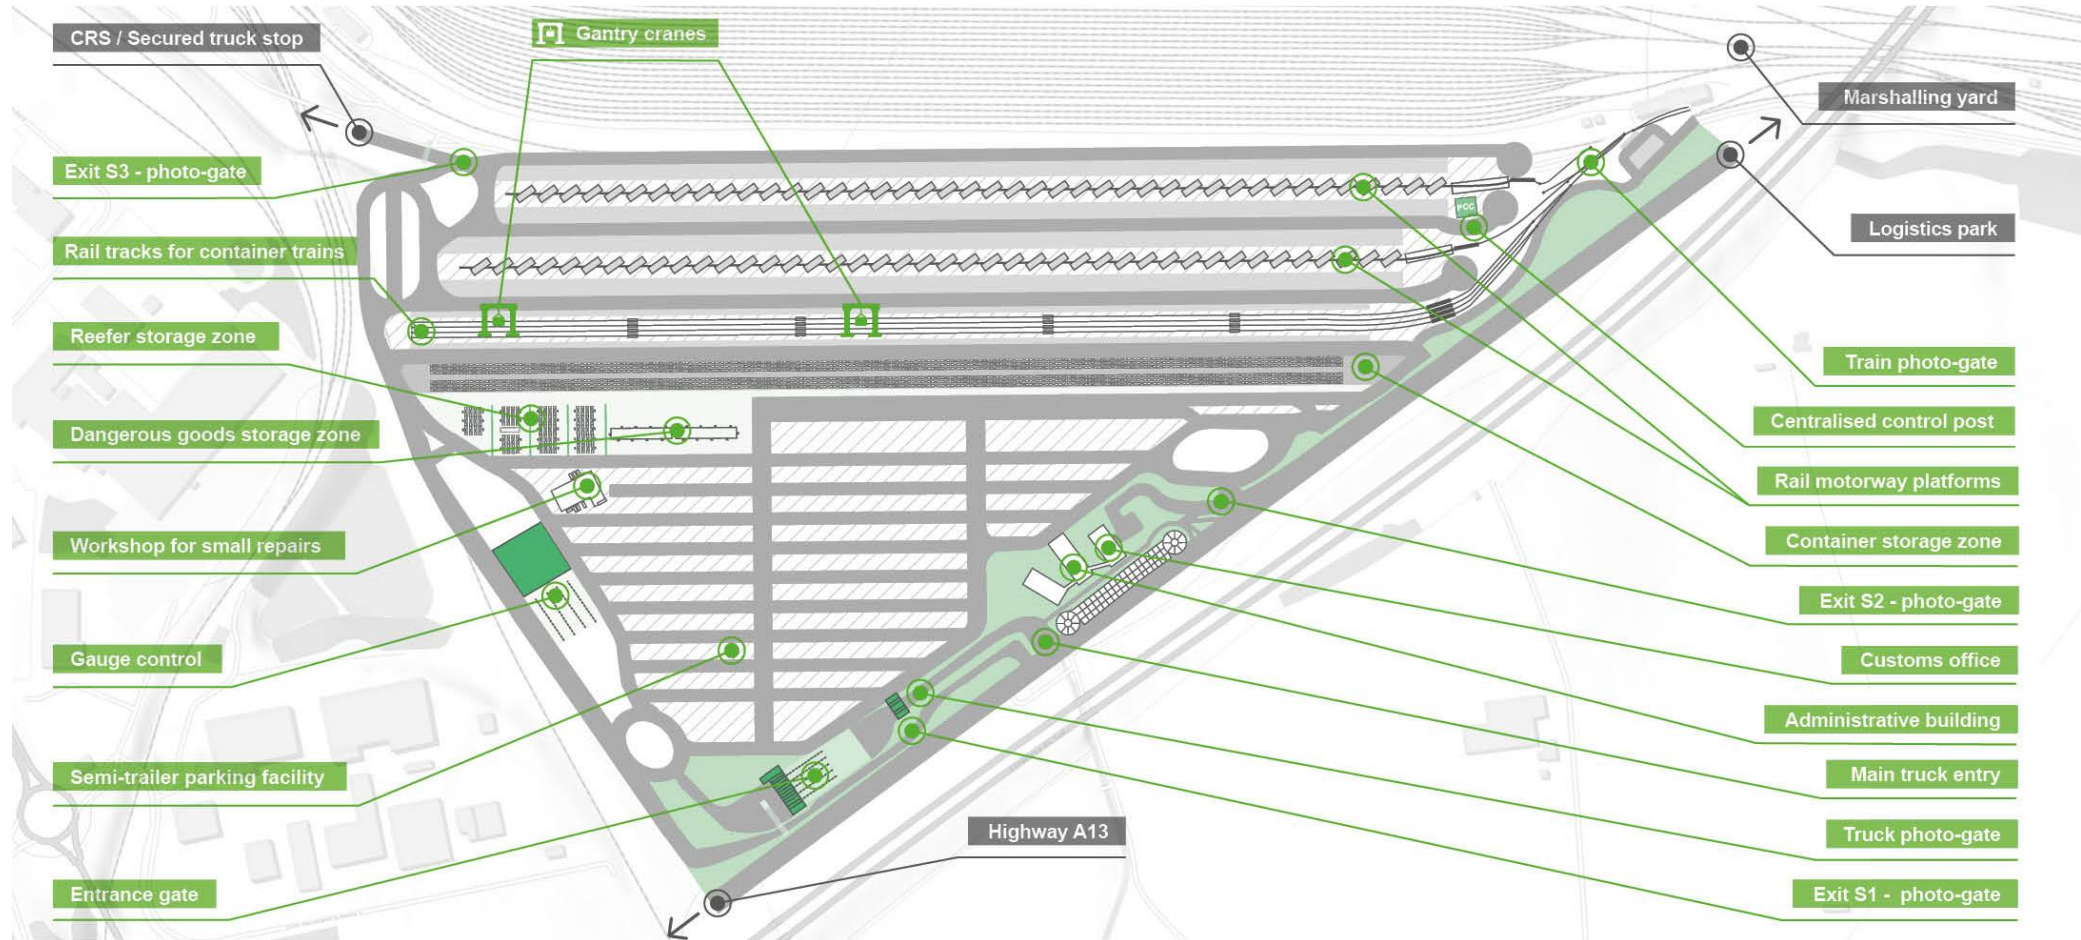 CRS / Secured truck stop
Gantry cranes
Marshalling yard
Exit S3 - photo-gate
PCC
Logistics park
Rail tracks for container trains
Reefer storage zone
Train photo-gate
Dangerous goods storage zone
Centralised control post
Rail motorway platforms
Workshop for small repairs
Container storage zone
Exit S2 - photo-gate
Gauge control
Customs office
Administrative building
Semi-trailer parking facility
Main truck entry
Highway A13
Truck photo-gate
Entrance gate
Exit S1 - photo-gate